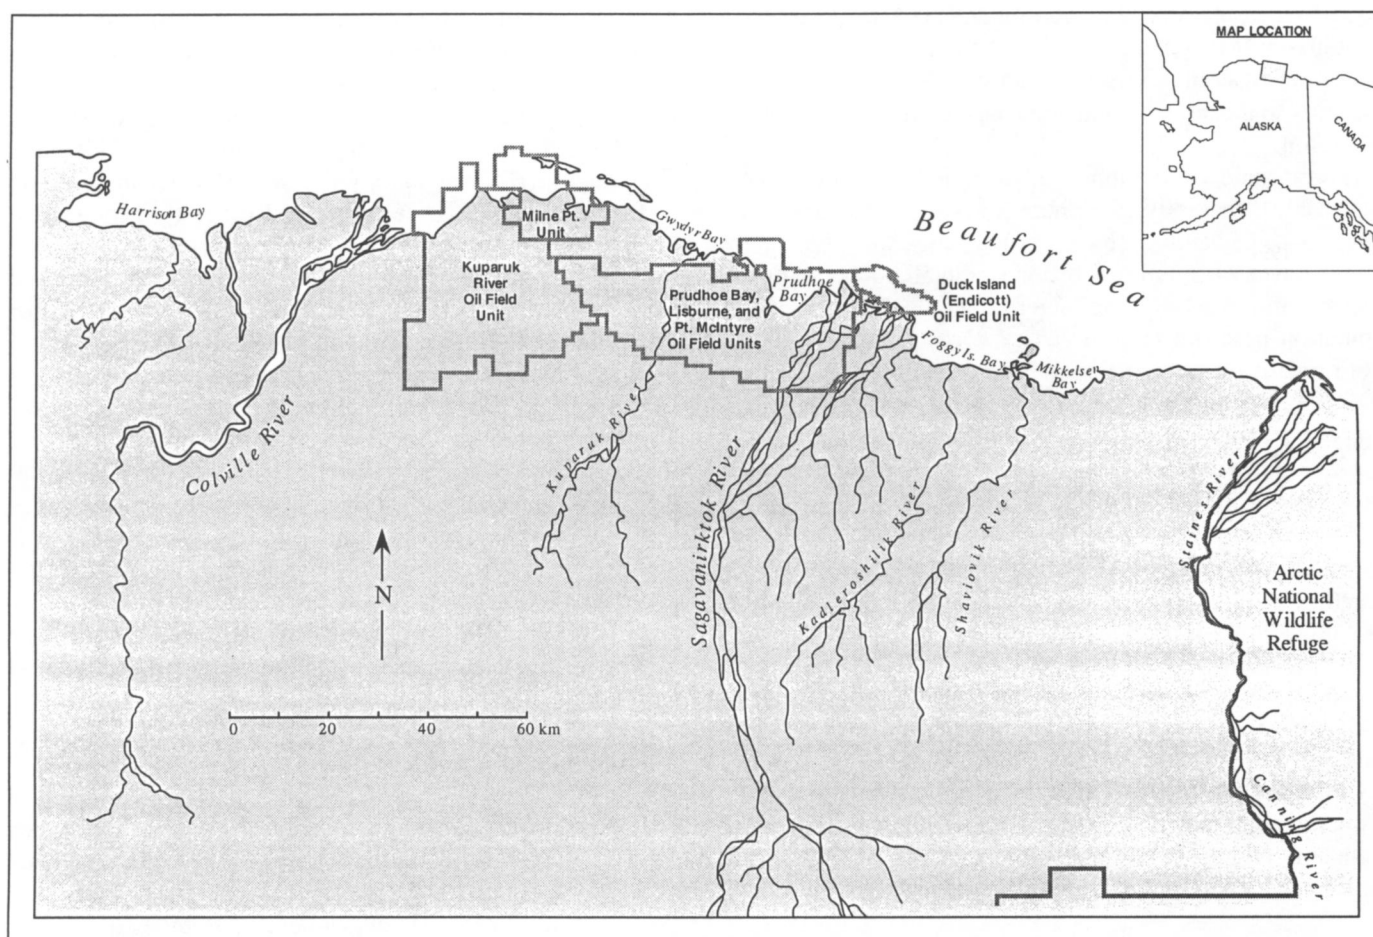 MAP LOCATION
ALASKA
CANADA
Harrison Bay
Milne Pt.
Unit
Gwydyr Bay
Beaufort Sea
Kuparuk
River
Oil Field
Unit
Prudhoe
Bay
Prudhoe Bay,
Lisburne, and
Pt. McIntyre
Oil Field Units
Duck Island
(Endicott)
Oil Field Unit
Foggy Is. Bay
Mikkelsen
Bay
Colville River
Kuparuk River
Sagavanirktok River
Kadleroshilik River
Shaviovik River
Staines River
Arctic
National
Wildlife
Refuge
N
0 20 40 60 km
Canning River